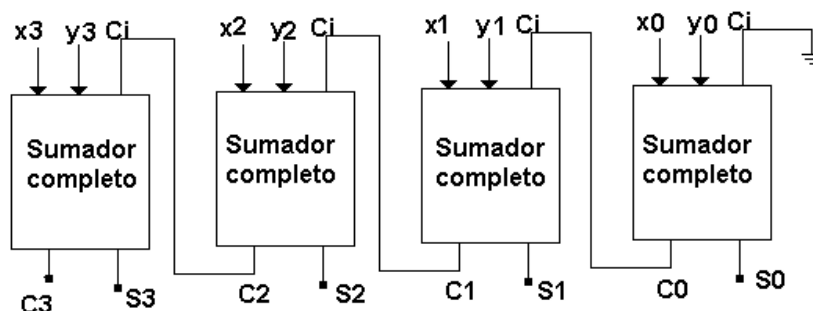 x3 y3 Ci x2 y2 Ci x1 y1 Ci x0 y0 Ci
Sumador completo
Sumador completo
Sumador completo
Sumador completo
C3 S3 C2 S2 C1 S1 C0 S0